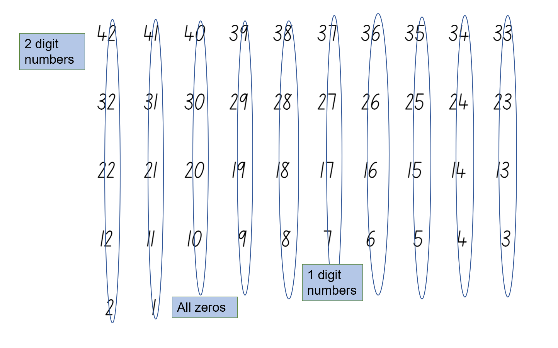 42 41 40 39 38 37 36 35 34 33
2 digit
numbers
32 31 30 29 28 27 26 25 24 23
22 21 20 19 18 17 16 15 14 13
12 11 10 9 8 7 6 5 4 3
1 digit
numbers
2 1
All zeros